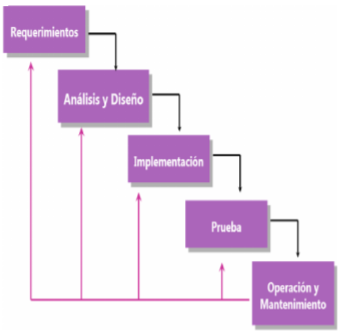 Requerimientos
Análisis y Diseño
Implementación
Prueba
Operación y
Mantenimiento